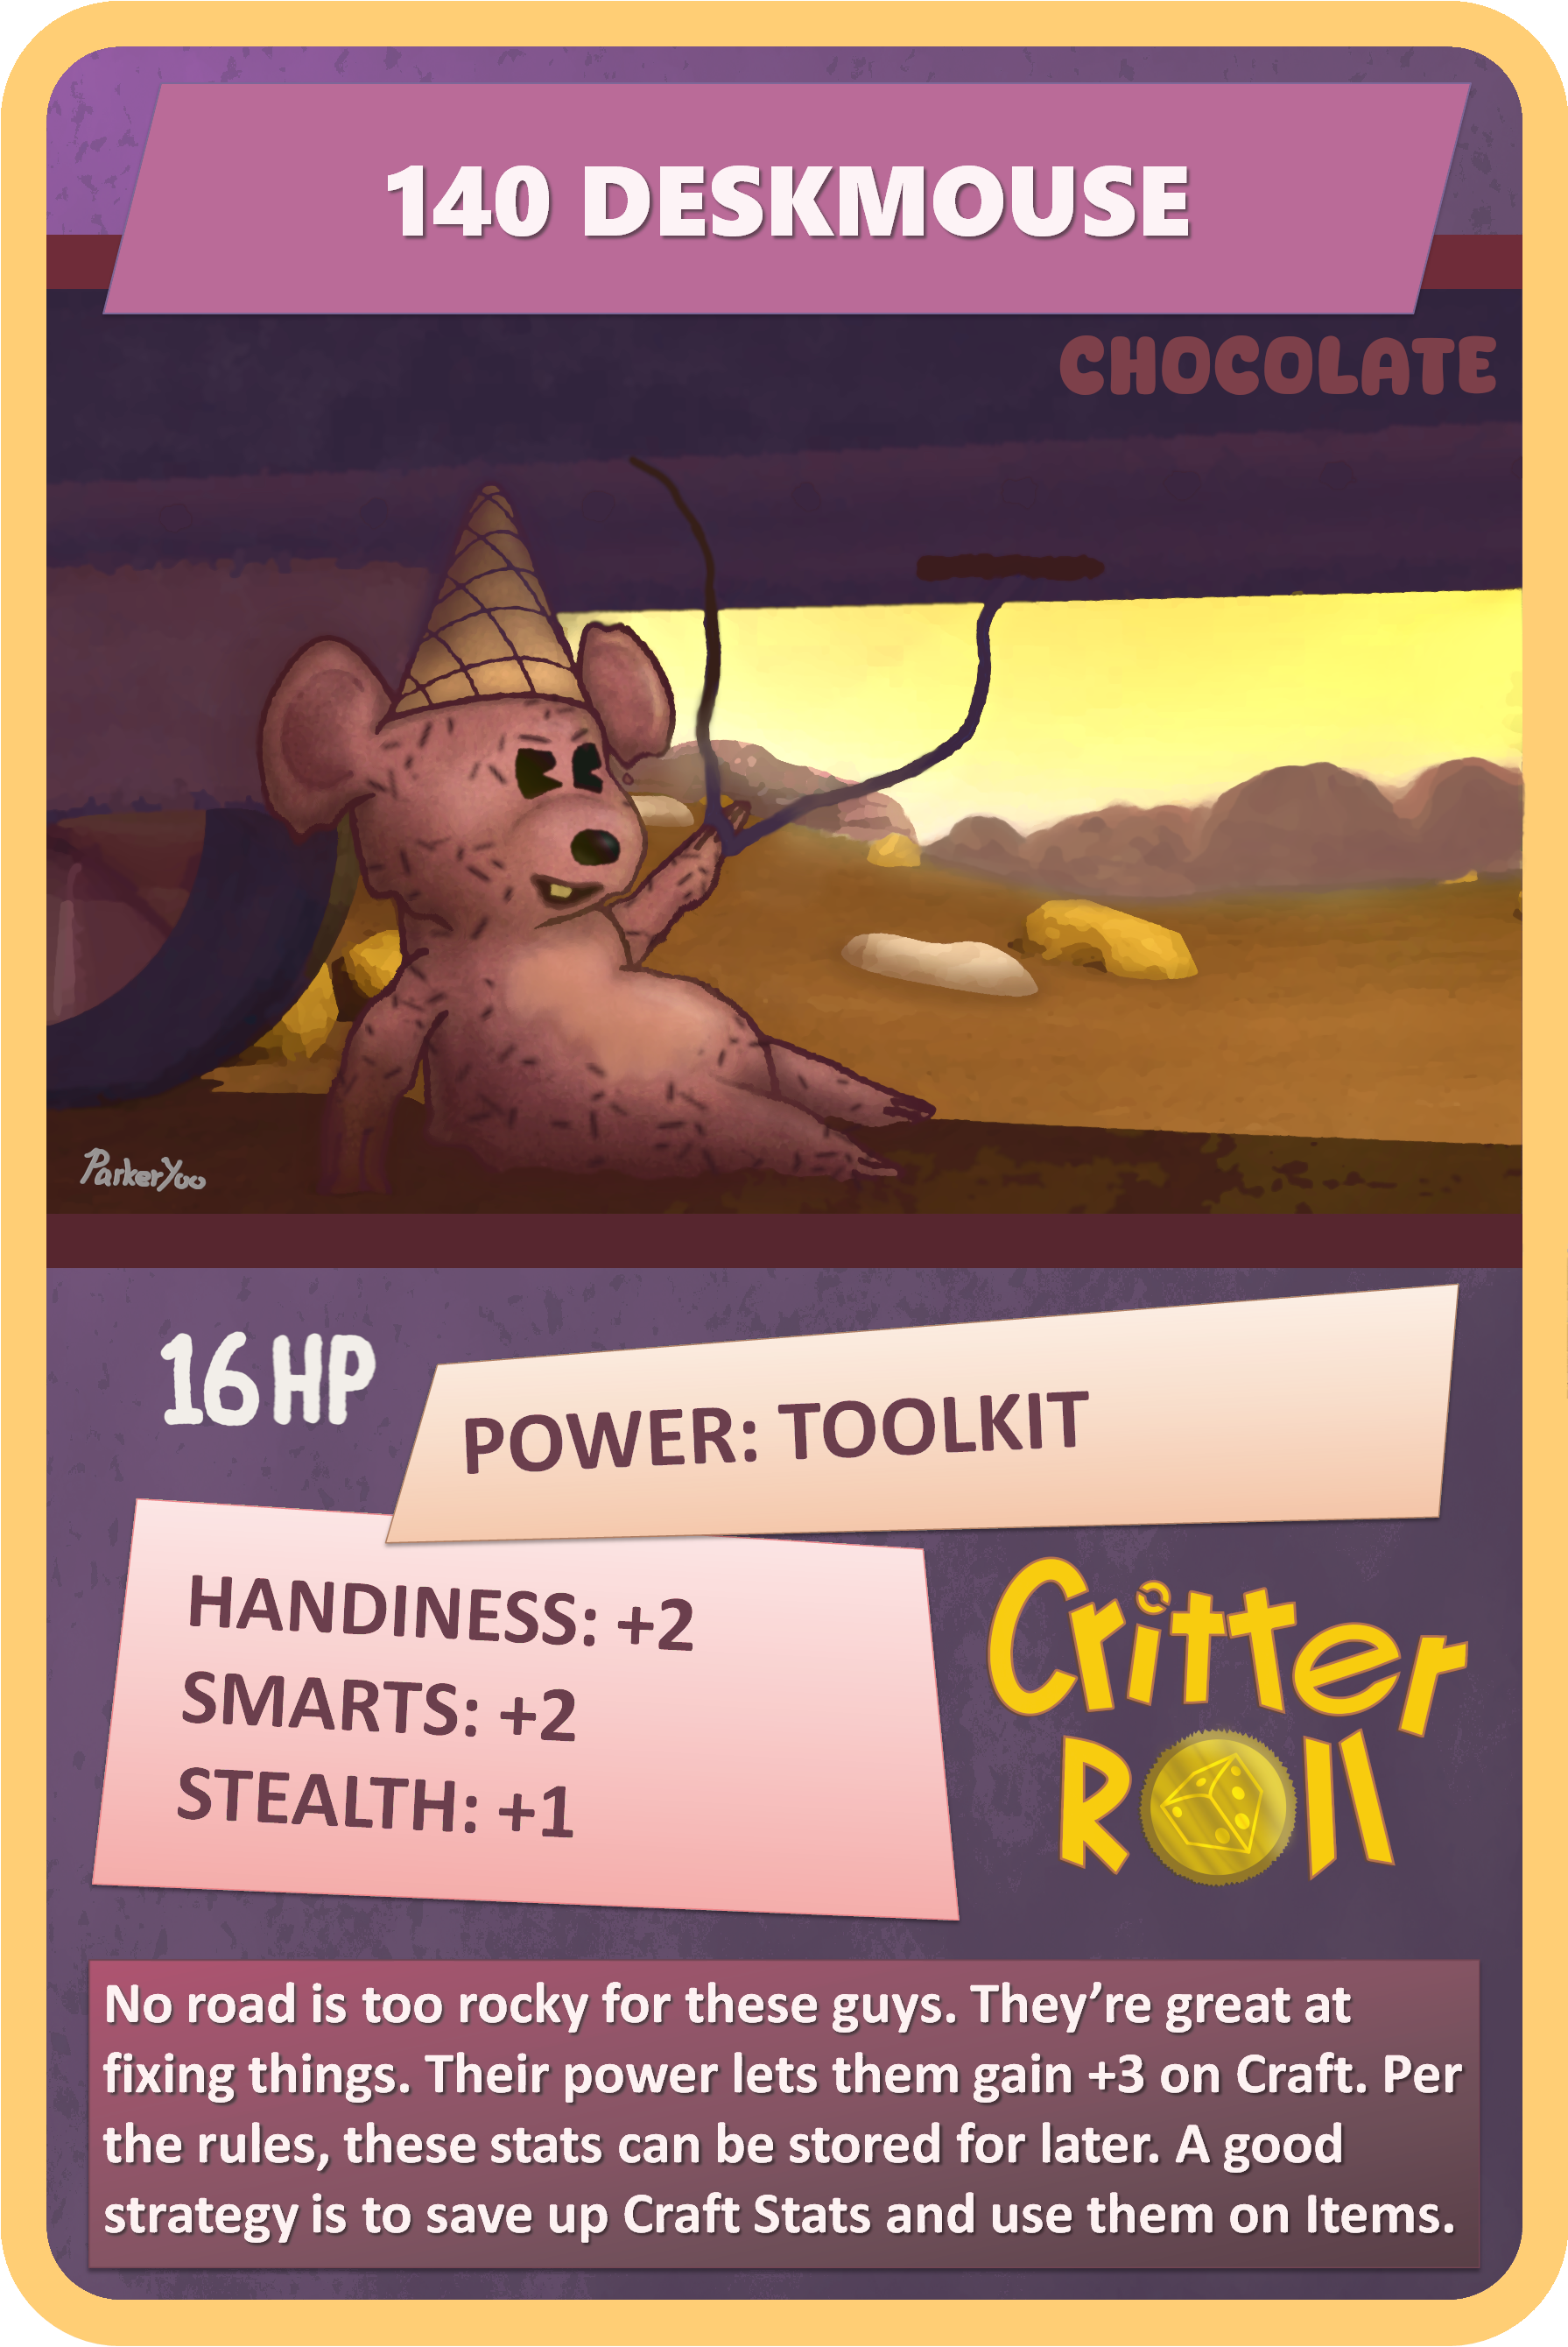 140 DESKMOUSE
CHOCOLATE
ParkerYoo
16 HP
POWER: TOOLKIT
HANDINESS: +2
SMARTS: +2
STEALTH: +1
Critter
Roll
No road is too rocky for these guys. They’re great at
fixing things. Their power lets them gain +3 on Craft. Per
the rules, these stats can be stored for later. A good
strategy is to save up Craft Stats and use them on Items.